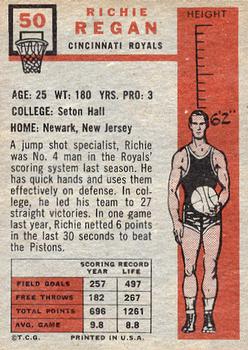 50
RICHIE
REGAN
CINCINNATI ROYALS
HEIGHT
6'2"
AGE: 25 WT: 180 YRS. PRO: 3
COLLEGE: Seton Hall
HOME: Newark, New Jersey
A jump shot specialist, Richie
was No. 4 man in the Royals'
scoring system last season. He
has quick hands and uses them
effectively on defense. In col-
lege, he led his team to 27
straight victories. In one game
last year, Richie netted 6 points
in the last 30 seconds to beat
the Pistons.
SCORING RECORD
YEAR LIFE
FIELD GOALS 257 497
FREE THROWS 182 267
TOTAL POINTS 696 1261
AVG. GAME 9.8 8.8
©T.C.G. PRINTED IN U.S.A.